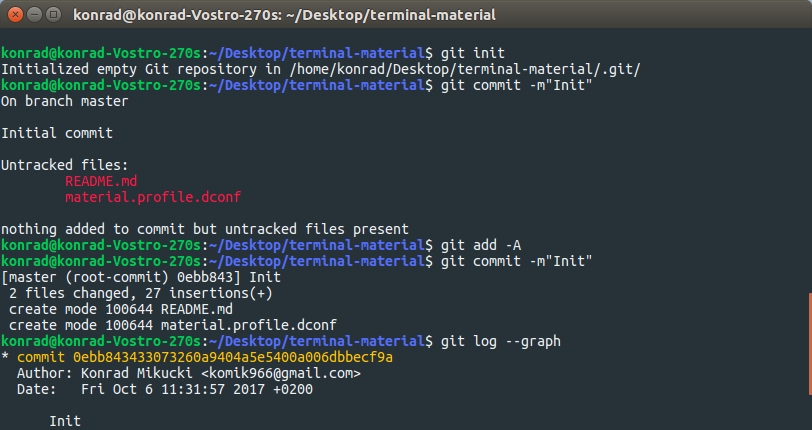 konrad@konrad-Vostro-270s: ~/Desktop/terminal-material
konrad@konrad-Vostro-270s:~/Desktop/terminal-material$ git init
Initialized empty Git repository in /home/konrad/Desktop/terminal-material/.git/
konrad@konrad-Vostro-270s:~/Desktop/terminal-material$ git commit -m"Init"
On branch master
Initial commit
Untracked files:
README.md
material.profile.dconf
nothing added to commit but untracked files present
konrad@konrad-Vostro-270s:~/Desktop/terminal-material$ git add -A
konrad@konrad-Vostro-270s:~/Desktop/terminal-material$ git commit -m"Init"
[master (root-commit) 0ebb843] Init
2 files changed, 27 insertions(+)
create mode 100644 README.md
create mode 100644 material.profile.dconf
konrad@konrad-Vostro-270s:~/Desktop/terminal-material$ git log --graph
* commit 0ebb843433073260a9404a5e5400a006dbbecf9a
Author: Konrad Mikucki <komik966@gmail.com>
Date:   Fri Oct 6 11:31:57 2017 +0200
Init